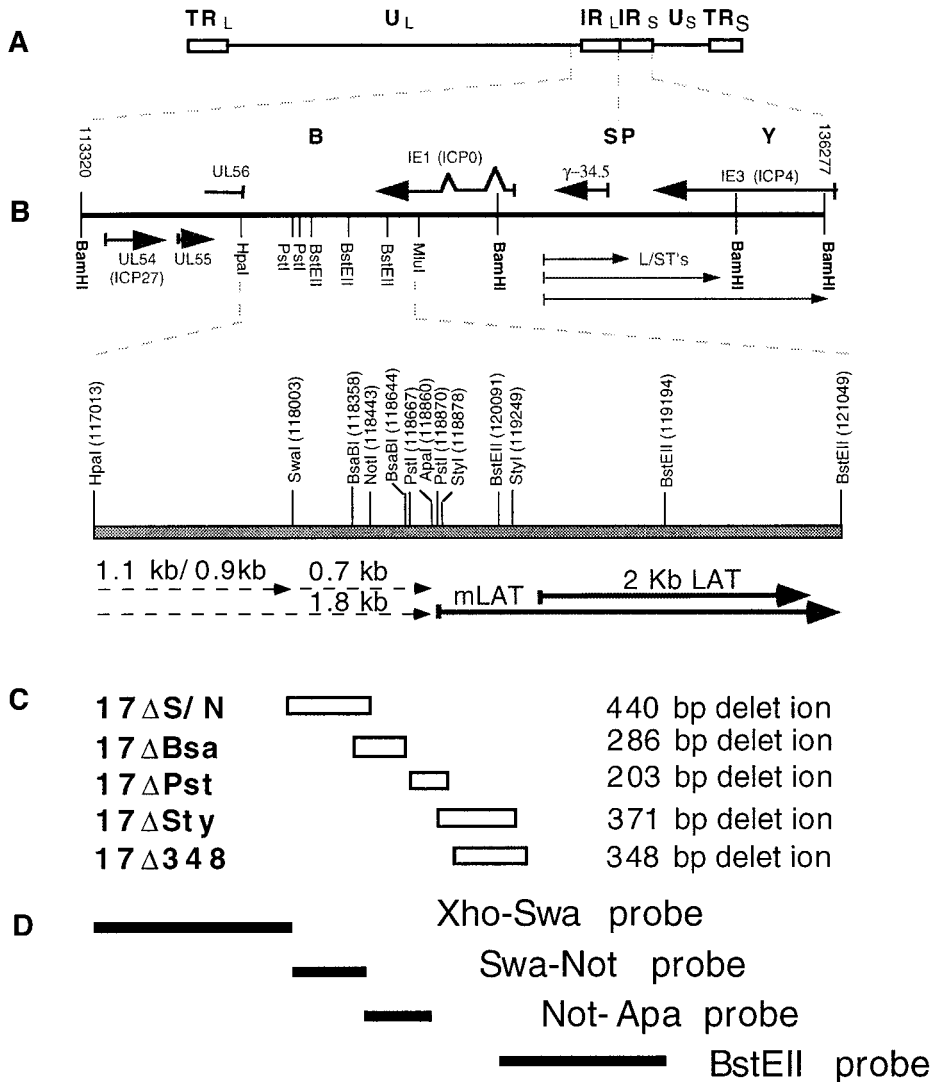 A
TR L
U L
IR L
IR S
U S
TR S
113320
B
SP
Y
136277
UL56
IE1 (ICP0)
γ-34.5
IE3 (ICP4)
B
BamHI
UL54
(ICP27)
UL55
HpaI
PstI
PstI
BstEII
BstEII
BstEII
MluI
BamHI
L/ST's
BamHI
BamHI
HpaI (117013)
SwaI (118003)
BsaBI (118358)
NotI (118443)
BsaBI (118644)
PstI (118667)
ApaI (118860)
PstI (118870)
StyI (118878)
BstEII (120091)
StyI (119249)
BstEII (119194)
BstEII (121049)
1.1 kb/ 0.9kb
0.7 kb
1.8 kb
mLAT
2 Kb LAT
C
17ΔS/ N 440 bp delet ion
17ΔBsa 286 bp delet ion
17ΔPst 203 bp delet ion
17ΔSty 371 bp delet ion
17Δ348 348 bp delet ion
D
Xho-Swa probe
Swa-Not probe
Not-Apa probe
BstEII probe